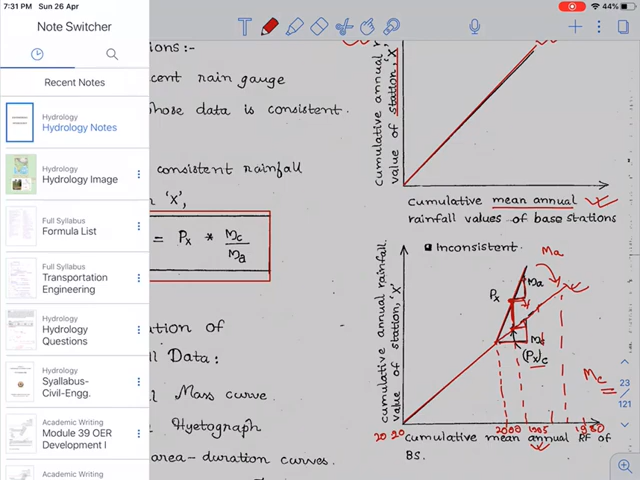 7:31 PM Sun 26 Apr
44%
Note Switcher
Recent Notes
Hydrology
Hydrology Notes
Hydrology
Hydrology Image
Full Syllabus
Formula List
Full Syllabus
Transportation
Engineering
Hydrology
Hydrology
Questions
Hydrology
Syallabus-
Civil-Engg.
Academic Writing
Module 39 OER
Development I
Academic Writing
ions:-
cent rain gauge
hose data is consistent.
consistent rainfall
'X',
= Px * Mc/Ma
ation of
ll Data:
Mass curve
Hyetograph
area-duration curves.
cumulative annual r
value of station, 'X'
cumulative mean annual
rainfall values of base stations
Inconsistent.
Ma
Ma
Px
(Px)c
Mc
cumulative annual rainfall.
value of station, 'X'
2020
1980
cumulative mean annual RF of
BS.
23
121